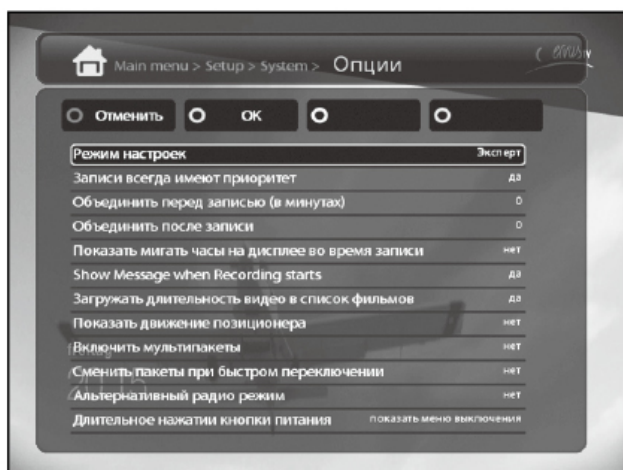 Main menu > Setup > System > Опции
Отменить OK
Режим настроек Эксперт
Записи всегда имеют приоритет да
Объединить перед записью (в минутах) 0
Объединить после записи 0
Показать мигать часы на дисплее во время записи нет
Show Message when Recording starts да
Загружать длительность видео в список фильмов да
Показать движение позиционера нет
Включить мультипакеты нет
Сменить пакеты при быстром переключении нет
Альтернативный радио режим нет
Длительное нажатии кнопки питания показать меню выключения